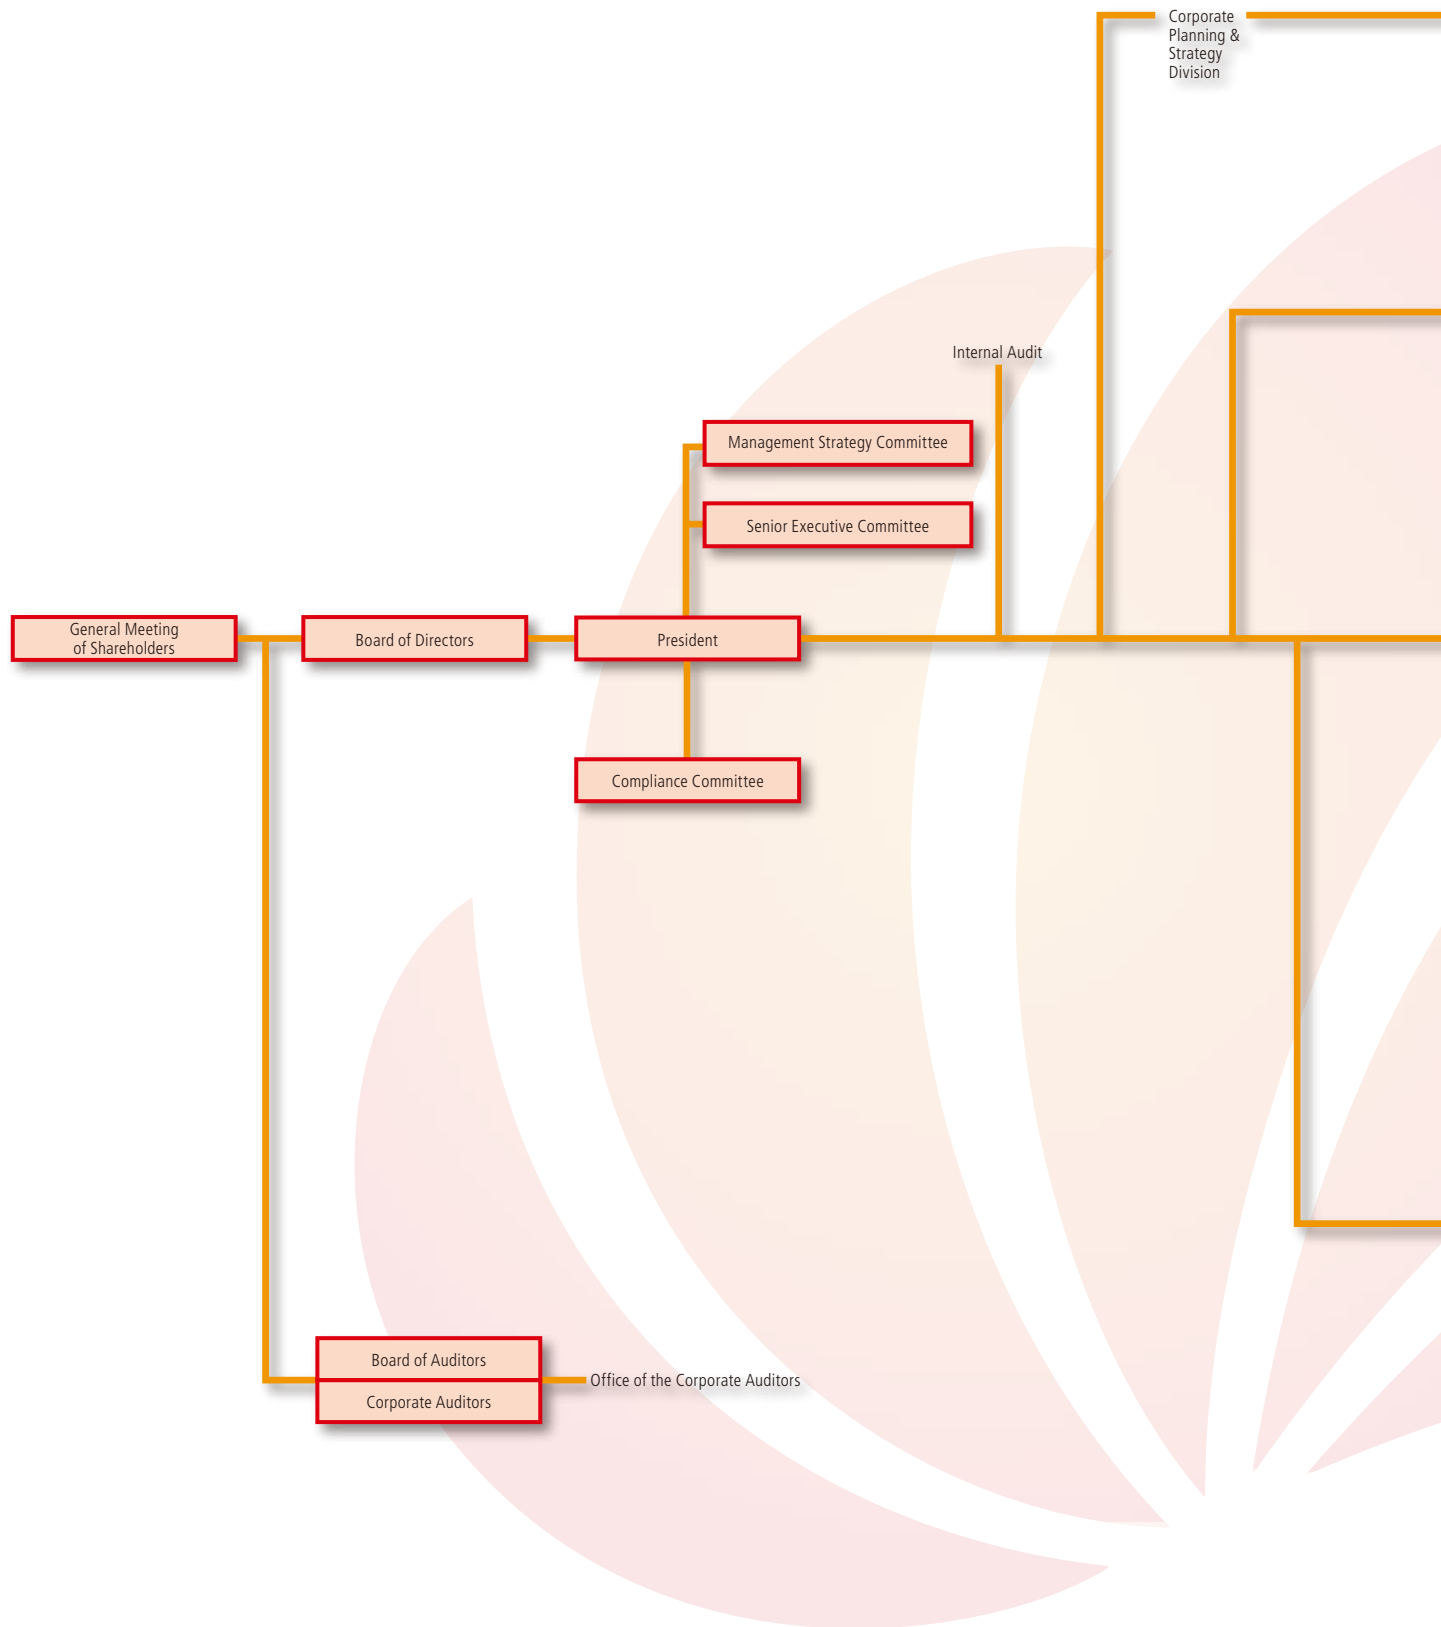 Corporate
Planning &
Strategy
Division
Internal Audit
Management Strategy Committee
Senior Executive Committee
General Meeting
of Shareholders
Board of Directors
President
Compliance Committee
Board of Auditors
Office of the Corporate Auditors
Corporate Auditors